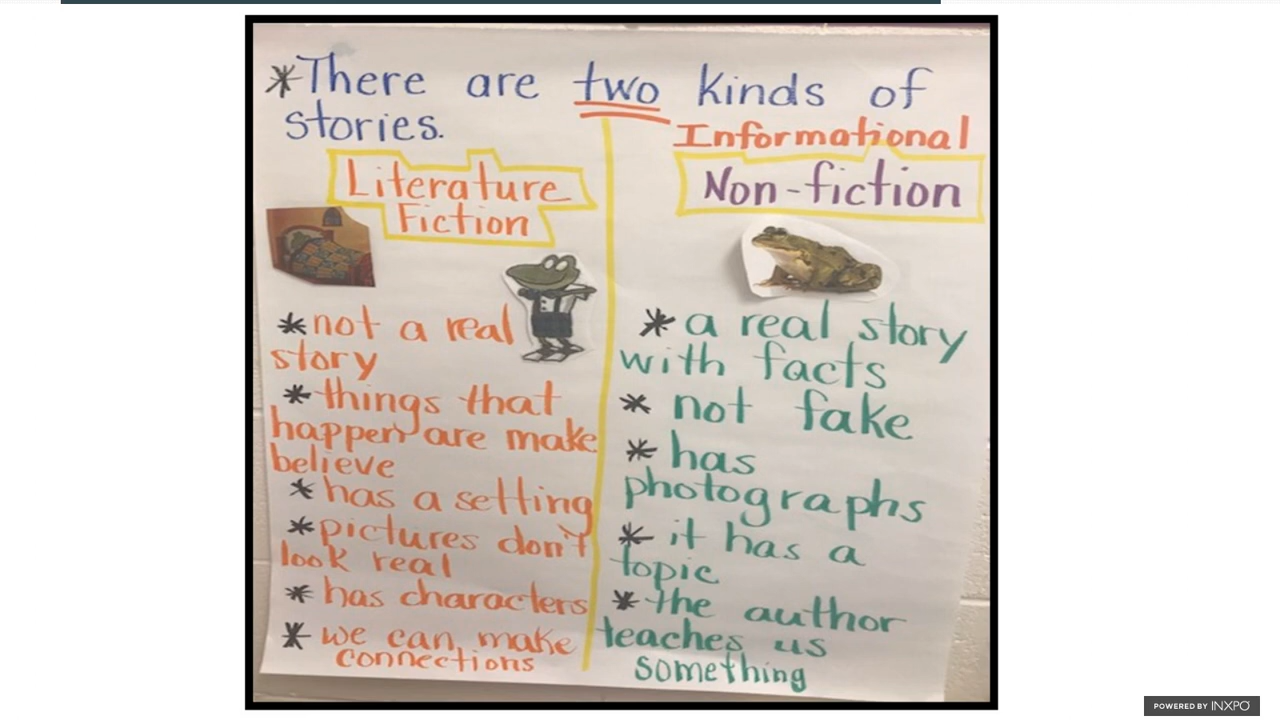 *There are two kinds of
stories.
Literature
Fiction
*not a real
story
*things that
happen are make
believe
*has a setting
*pictures don't
look real
*has characters
*we can make
connections
Informational
Non-fiction
*a real story
with facts
*not fake
*has
photographs
*it has a
topic
*the author
teaches us
something
POWERED BY INXPO